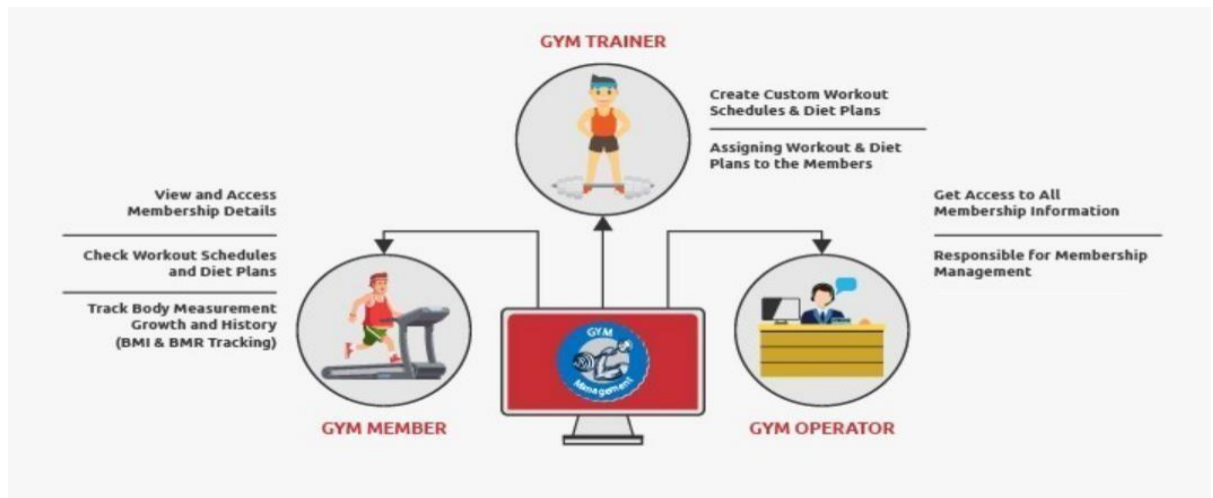 GYM TRAINER
Create Custom Workout
Schedules & Diet Plans
Assigning Workout & Diet
Plans to the Members
View and Access
Membership Details
Check Workout Schedules
and Diet Plans
Track Body Measurement
Growth and History
(BMI & BMR Tracking)
GYM MEMBER
GYM
Management
Get Access to All
Membership Information
Responsible for Membership
Management
GYM OPERATOR